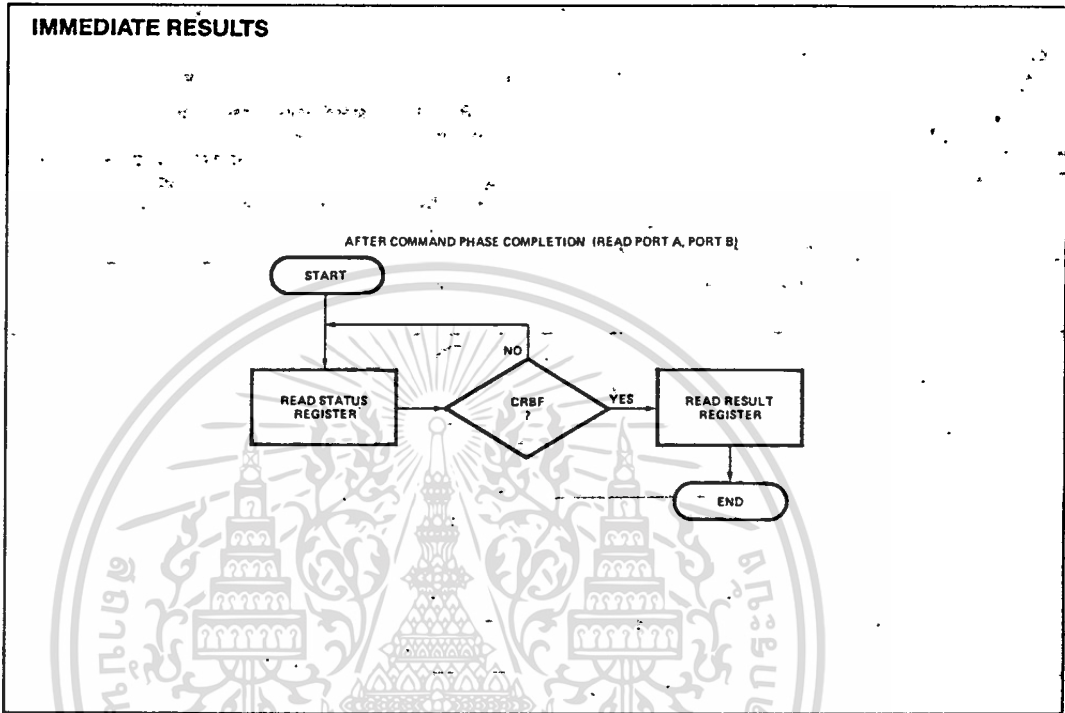 IMMEDIATE RESULTS
AFTER COMMAND PHASE COMPLETION (READ PORT A, PORT B)
START
NO
READ STATUS
REGISTER
CRBF
?
YES
READ RESULT
REGISTER
END